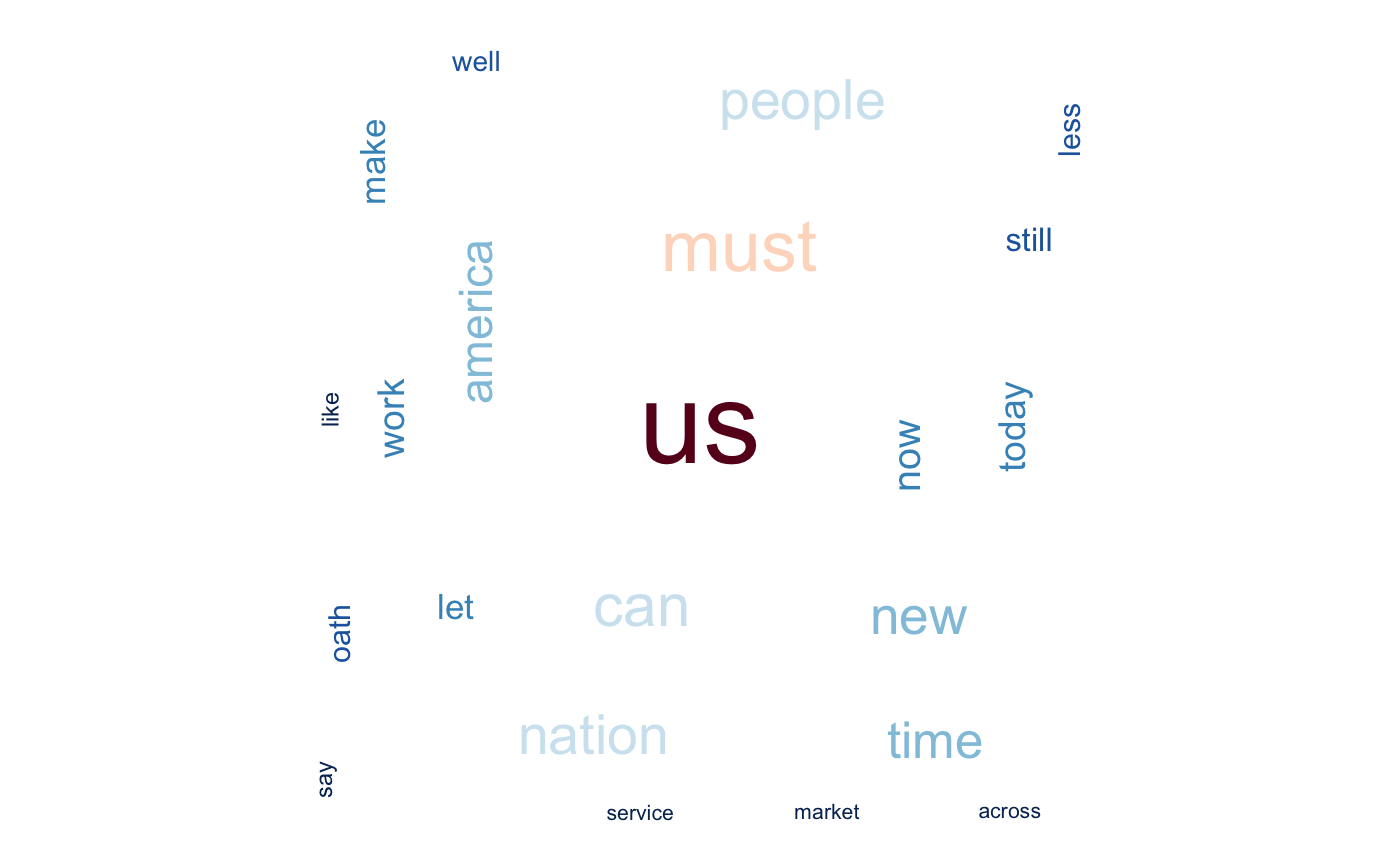 well
people
less
make
must
still
america
like
work
us
now
today
oath
let
can
new
nation
time
say
service
market
across